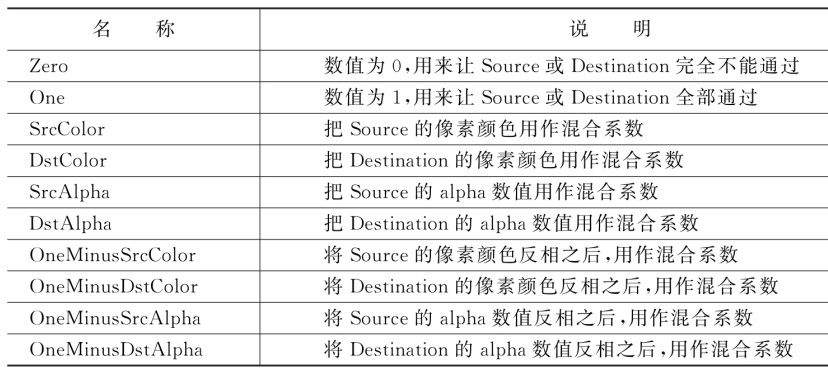 名 称 说 明
Zero 数值为 0,用来让 Source 或 Destination 完全不能通过
One 数值为 1,用来让 Source 或 Destination 全部通过
SrcColor 把 Source 的像素颜色用作混合系数
DstColor 把 Destination 的像素颜色用作混合系数
SrcAlpha 把 Source 的 alpha 数值用作混合系数
DstAlpha 把 Destination 的 alpha 数值用作混合系数
OneMinusSrcColor 将 Source 的像素颜色反相之后,用作混合系数
OneMinusDstColor 将 Destination 的像素颜色反相之后,用作混合系数
OneMinusSrcAlpha 将 Source 的 alpha 数值反相之后,用作混合系数
OneMinusDstAlpha 将 Destination 的 alpha 数值反相之后,用作混合系数